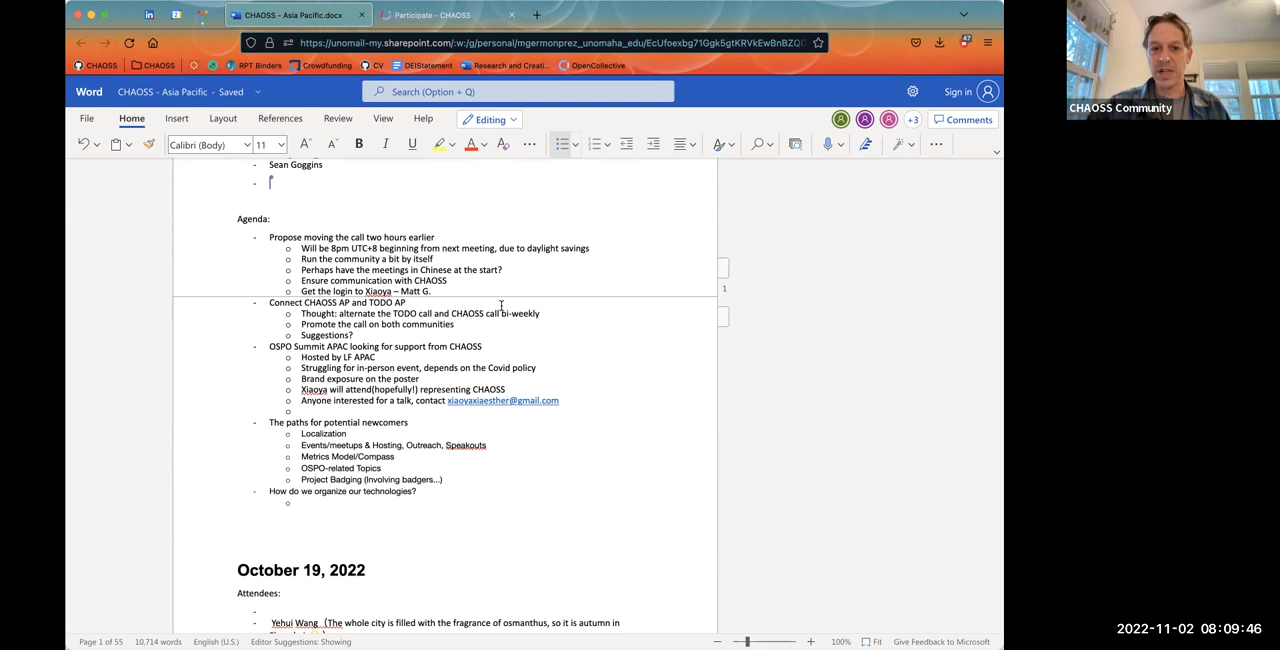 CHAOSS - Asia Pacific.docx
Participate - CHAOSS
https://unomaha-my.sharepoint.com/:w:/g/personal/mgermonprez_unomaha_edu/EcUfoexbg71Ggk5gtKRVkEwBnBZQD
47
CHAOSS
CHAOSS
RPT Binders
Crowdfunding
CV
DEIStatement
Research and Creati...
OpenCollective
Word
CHAOSS - Asia Pacific - Saved
Search (Option + Q)
Sign in
File
Home
Insert
Layout
References
Review
View
Help
Editing
+3
Comments
Calibri (Body)
11
- Sean Goggins
-
Agenda:
- Propose moving the call two hours earlier
o Will be 8pm UTC+8 beginning from next meeting, due to daylight savings
o Run the community a bit by itself
o Perhaps have the meetings in Chinese at the start?
o Ensure communication with CHAOSS
o Get the login to Xiaoya – Matt G.
1
- Connect CHAOSS AP and TODO AP
o Thought: alternate the TODO call and CHAOSS call bi-weekly
o Promote the call on both communities
o Suggestions?
- OSPO Summit APAC looking for support from CHAOSS
o Hosted by LF APAC
o Struggling for in-person event, depends on the Covid policy
o Brand exposure on the poster
o Xiaoya will attend(hopefully!) representing CHAOSS
o Anyone interested for a talk, contact xiaoyaxiaesther@gmail.com
o
- The paths for potential newcomers
o Localization
o Events/meetups & Hosting, Outreach, Speakouts
o Metrics Model/Compass
o OSPO-related Topics
o Project Badging (Involving badgers...)
- How do we organize our technologies?
o
October 19, 2022
Attendees:
-
- Yehui Wang (The whole city is filled with the fragrance of osmanthus, so it is autumn in
Page 1 of 55
10,714 words
English (U.S.)
Editor Suggestions: Showing
100%
Fit
Give Feedback to Microsoft
CHAOSS Community
2022-11-02 08:09:46